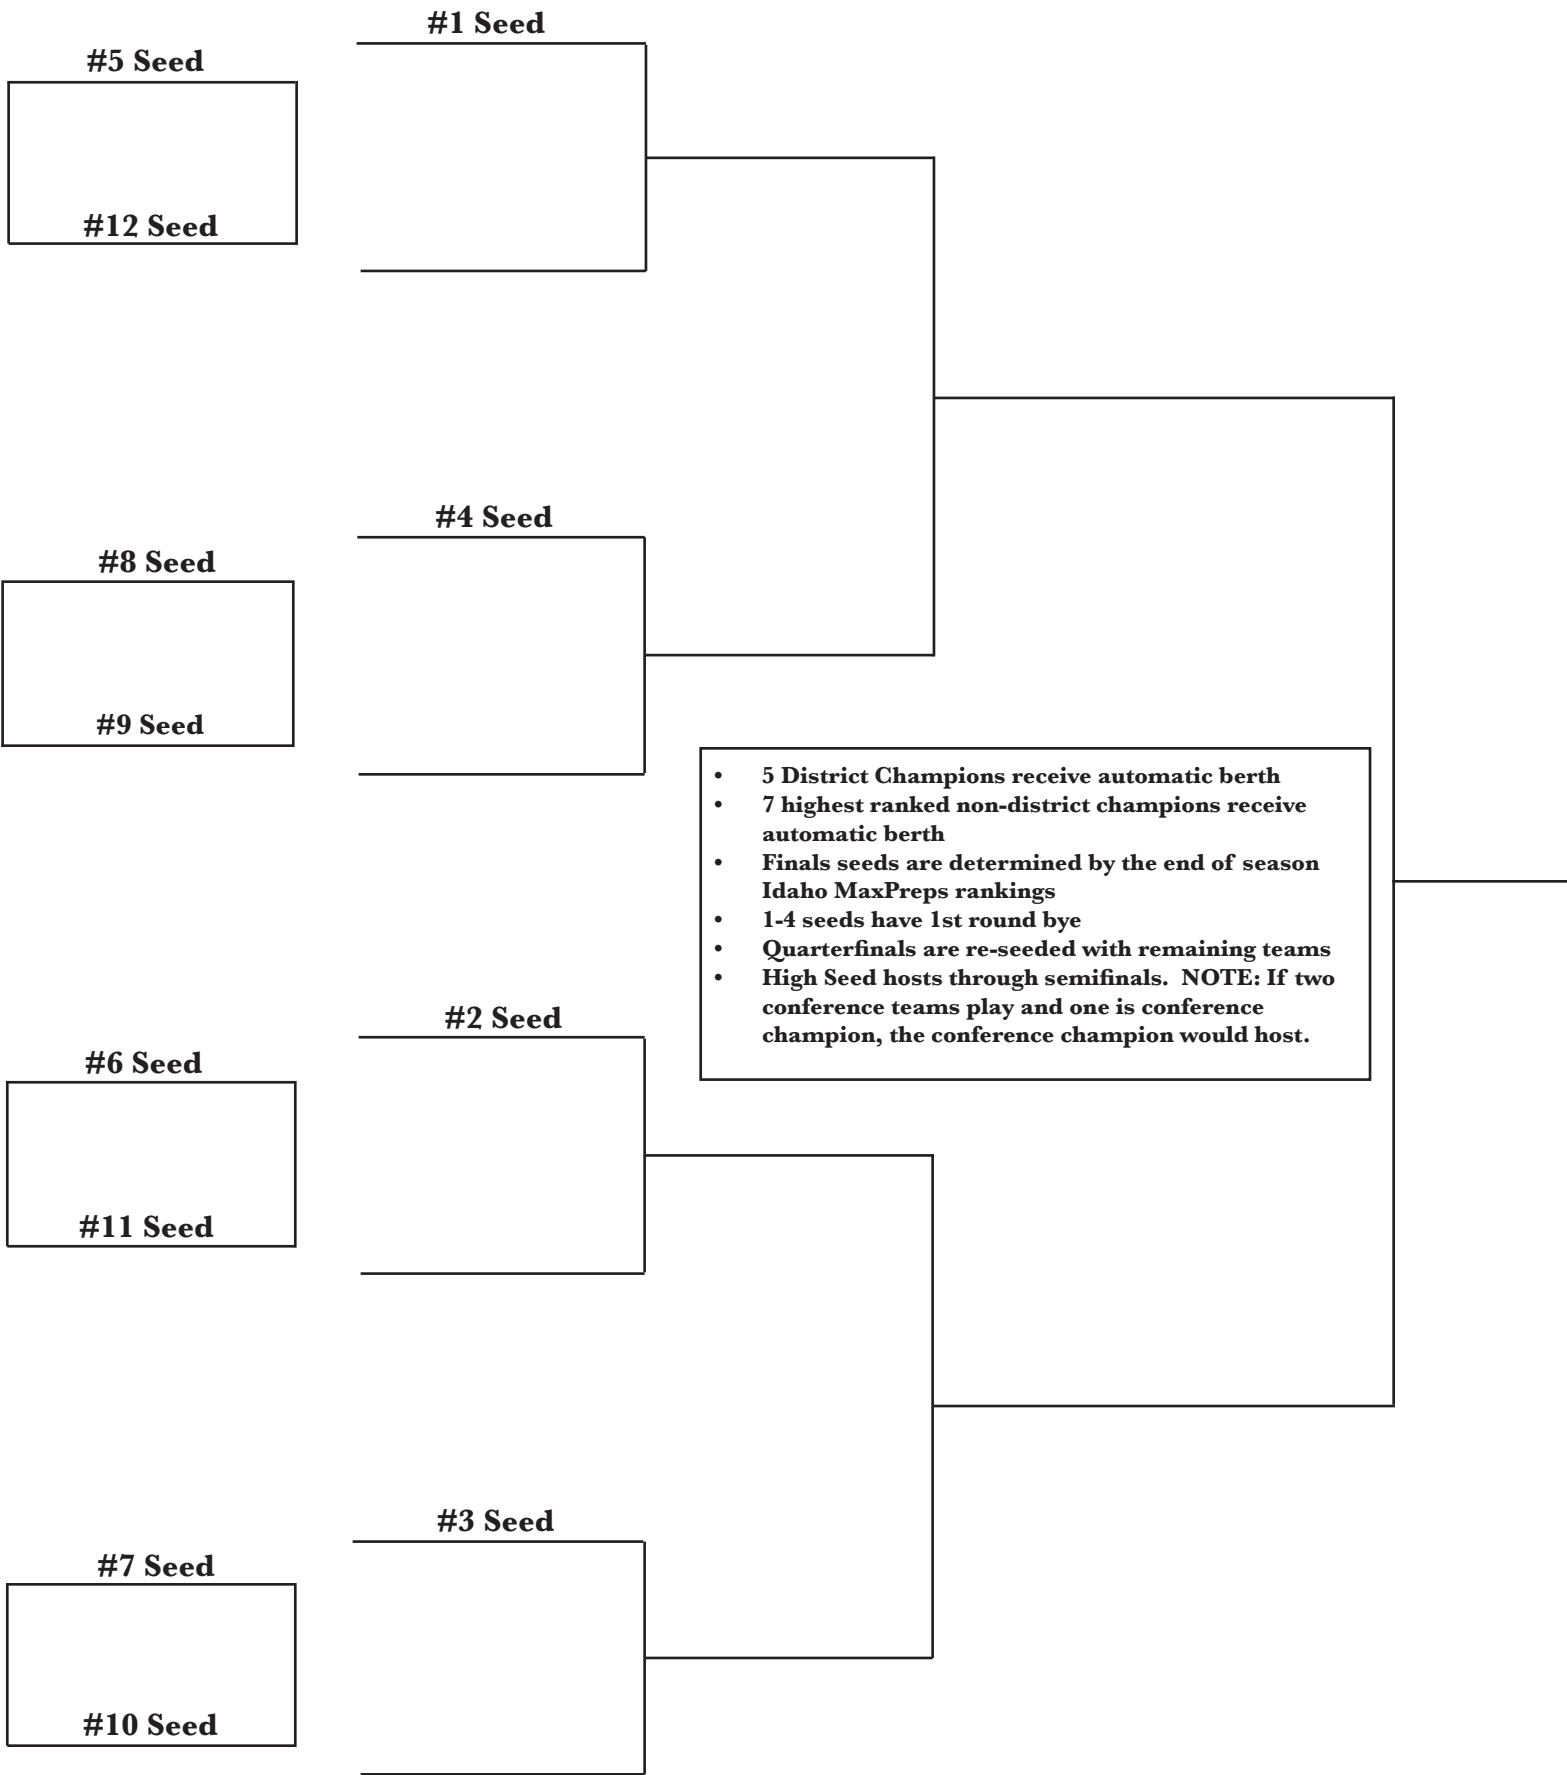 #1 Seed
#5 Seed
#12 Seed
#4 Seed
#8 Seed
#9 Seed
• 5 District Champions receive automatic berth
• 7 highest ranked non-district champions receive
automatic berth
• Finals seeds are determined by the end of season
Idaho MaxPreps rankings
• 1-4 seeds have 1st round bye
• Quarterfinals are re-seeded with remaining teams
• High Seed hosts through semifinals. NOTE: If two
conference teams play and one is conference
champion, the conference champion would host.
#2 Seed
#6 Seed
#11 Seed
#3 Seed
#7 Seed
#10 Seed